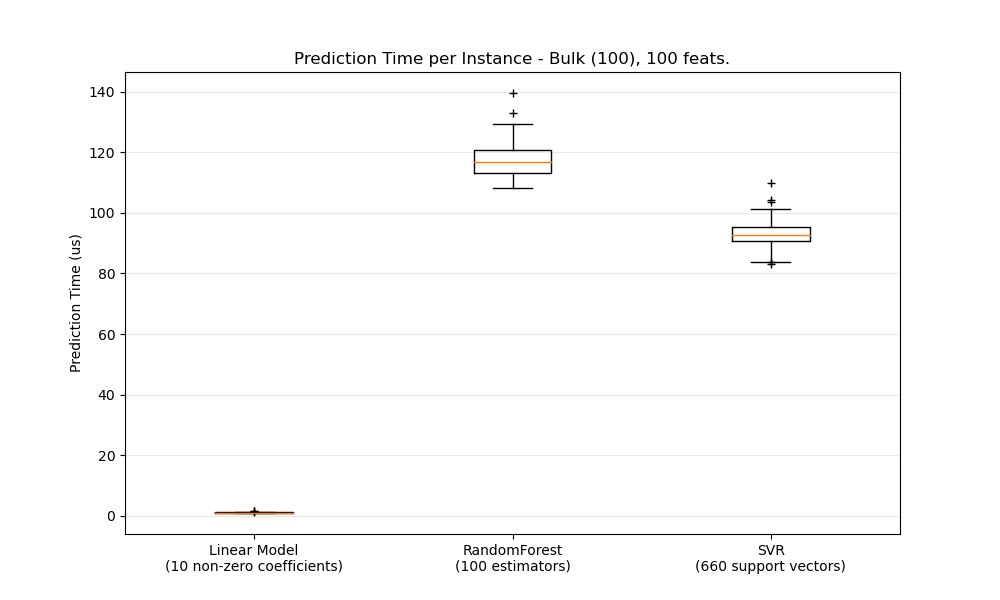 Prediction Time per Instance - Bulk (100), 100 feats.
Prediction Time (us)
140
120
100
80
60
40
20
0
Linear Model
(10 non-zero coefficients)
RandomForest
(100 estimators)
SVR
(660 support vectors)